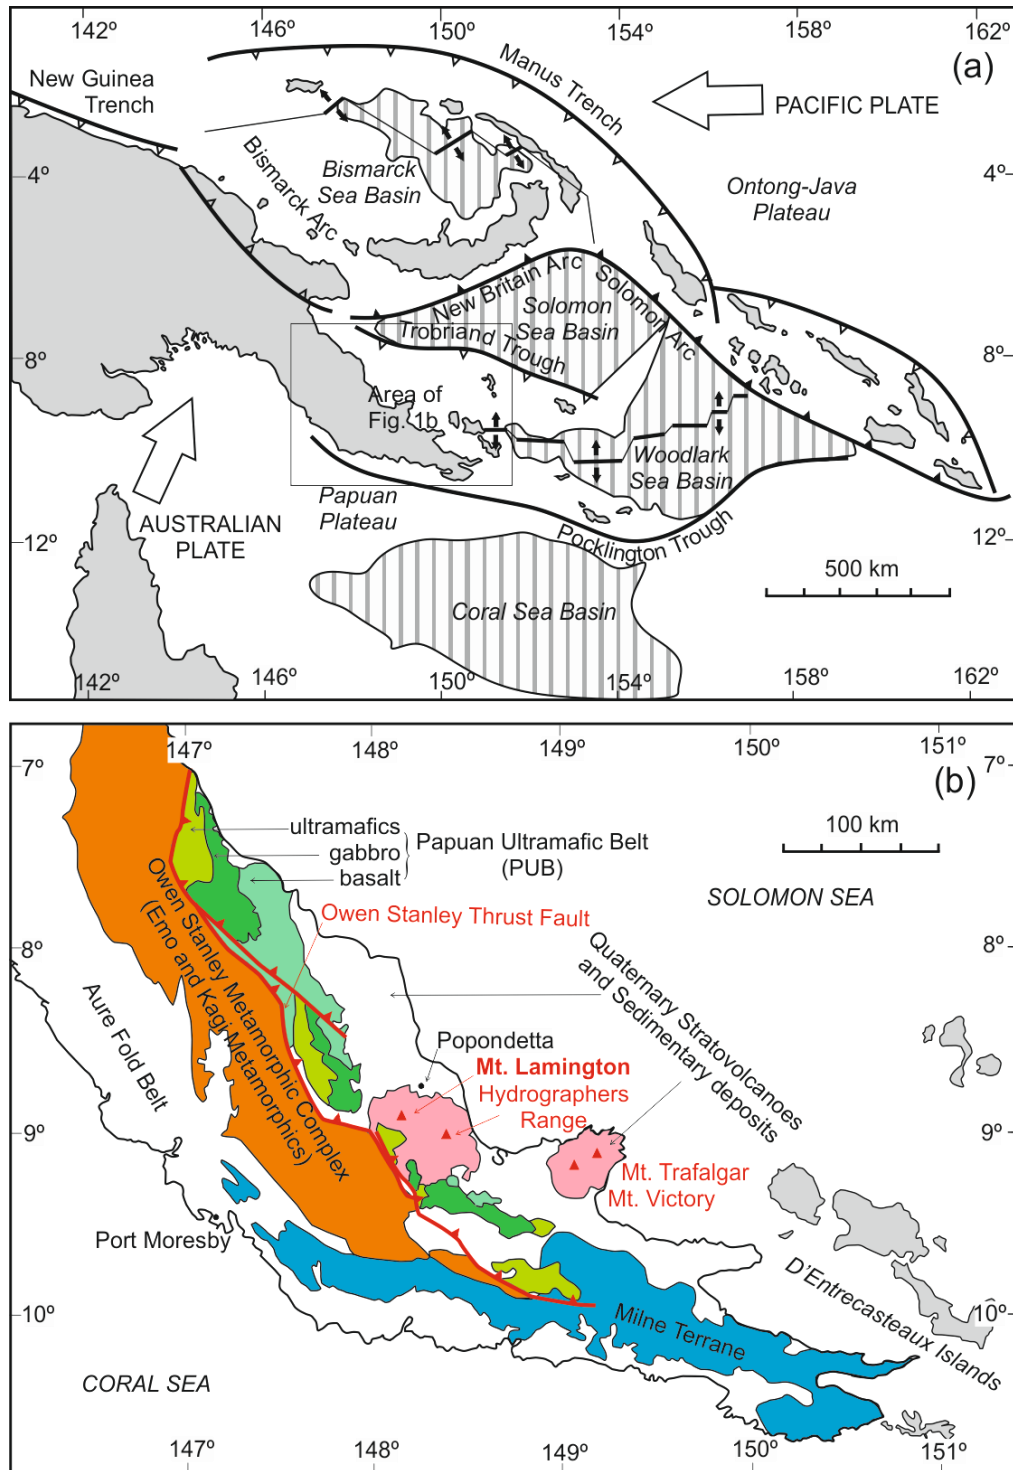 142º
146º
150º
154º
158º
162º
(a)
New Guinea
Trench
Manus Trench
PACIFIC PLATE
Bismarck Arc
Bismarck
Sea Basin
4º
4º
Ontong-Java
Plateau
New Britain Arc
Solomon Arc
Solomon
Sea Basin
Trobriand Trough
8º
8º
Area of
Fig. 1b
Woodlark
Sea Basin
Papuan
Plateau
AUSTRALIAN
PLATE
Pocklington Trough
12º
12º
500 km
Coral Sea Basin
142º
146º
150º
154º
158º
162º
147º
148º
149º
150º
151º
7º
7º
(b)
100 km
ultramafics
gabbro
basalt
Papuan Ultramafic Belt
(PUB)
SOLOMON SEA
Owen Stanley Thrust Fault
Owen Stanley Metamorphic Complex
(Emo and Kagi Metamorphics)
8º
8º
Quaternary Stratovolcanoes
and Sedimentary deposits
Aure Fold Belt
Popondetta
Mt. Lamington
Hydrographers
Range
9º
9º
S
Mt. Trafalgar
Mt. Victory
Port Moresby
D'Entrecasteaux Islands
10º
10º
Milne Terrane
CORAL SEA
147º
148º
149º
150º
151º